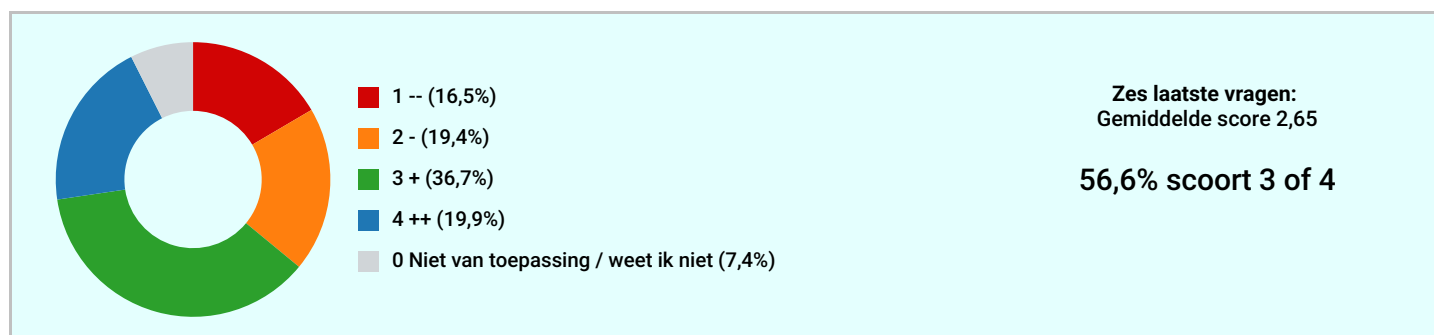 1 -- (16,5%)
2 - (19,4%)
3 + (36,7%)
4 ++ (19,9%)
0 Niet van toepassing / weet ik niet (7,4%)
Zes laatste vragen:
Gemiddelde score 2,65
56,6% scoort 3 of 4